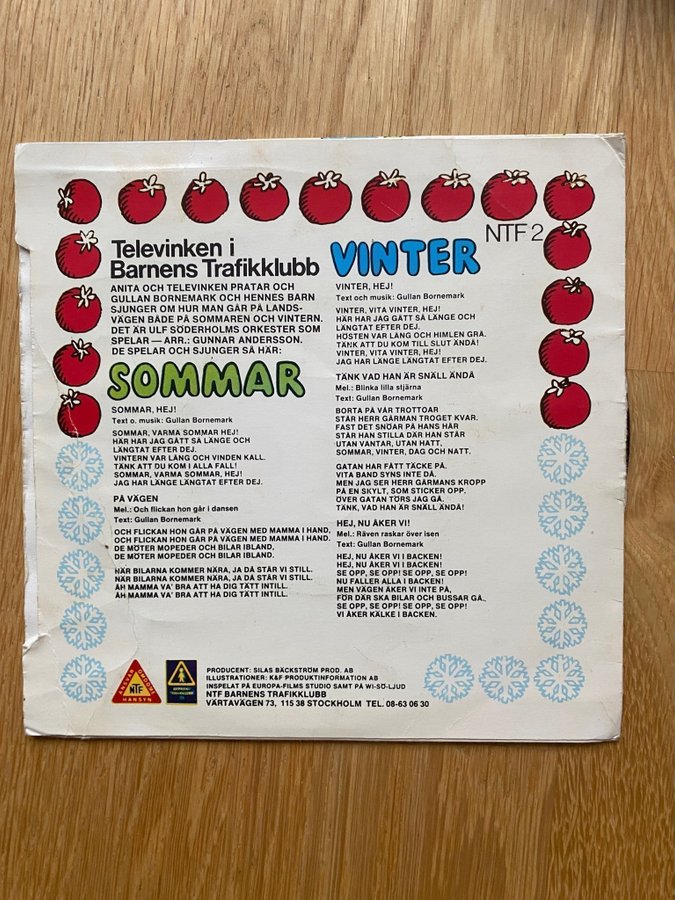 NTF 2
Televinken i
Barnens Trafikklubb
ANITA OCH TELEVINKEN PRATAR OCH
GULLAN BORNEMARK OCH HENNES BARN
SJUNGER OM HUR MAN GÅR PÅ LANDS-
VÄGEN BÅDE PÅ SOMMAREN OCH VINTERN.
DET ÄR ULF SÖDERHOLMS ORKESTER SOM
SPELAR — ARR.: GUNNAR ANDERSSON.
DE SPELAR OCH SJUNGER SÅ HÄR:
SOMMAR
SOMMAR, HEJ!
Text o. musik: Gullan Bornemark
SOMMAR, VARMA SOMMAR HEJ!
HÄR HAR JAG GÅTT SÅ LÄNGE OCH
LÄNGTAT EFTER DEJ.
VINTERN VAR LÅNG OCH VINDEN KALL.
TÄNK ATT DU KOM I ALLA FALL!
SOMMAR, VARMA SOMMAR, HEJ!
JAG HAR LÄNGE LÄNGTAT EFTER DEJ.
PÅ VÄGEN
Mel.: Och flickan hon går i dansen
Text: Gullan Bornemark
OCH FLICKAN HON GÅR PÅ VÄGEN MED MAMMA I HAND,
OCH FLICKAN HON GÅR PÅ VÄGEN MED MAMMA I HAND.
DE MÖTER MOPEDER OCH BILAR IBLAND,
DE MÖTER MOPEDER OCH BILAR IBLAND.
NÄR BILARNA KOMMER NÄRA, JA DÅ STÅR VI STILL.
NÄR BILARNA KOMMER NÄRA, JA DÅ STÅR VI STILL.
ÅH MAMMA VA' BRA ATT HA DIG TÄTT INTILL.
ÅH MAMMA VA' BRA ATT HA DIG TÄTT INTILL.
VINTER
VINTER, HEJ!
Text och musik: Gullan Bornemark
VINTER, VITA VINTER, HEJ!
HÄR HAR JAG GÅTT SÅ LÄNGE OCH
LÄNGTAT EFTER DEJ.
HÖSTEN VAR LÅNG OCH HIMLEN GRÅ.
TÄNK ATT DU KOM TILL SLUT ÄNDÅ!
VINTER, VITA VINTER, HEJ!
JAG HAR LÄNGE LÄNGTAT EFTER DEJ.
TÄNK VAD HAN ÄR SNÄLL ÄNDÅ
Mel.: Blinka lilla stjärna
Text: Gullan Bornemark
BORTA PÅ VÅR TROTTOAR
STÅR HERR GÅRMAN TROGET KVAR.
FAST DET SNÖAR PÅ HANS HÅR
STÅR HAN STILLA DÄR HAN STÅR
UTAN VANTAR, UTAN HATT,
SOMMAR, VINTER, DAG OCH NATT.
GATAN HAR FÅTT TÄCKE PÅ.
VITA BAND SYNS INTE DÅ.
MEN JAG SER HERR GÅRMANS KROPP
PÅ EN SKYLT, SOM STICKER OPP.
ÖVER GATAN TÖRS JAG GÅ.
TÄNK, VAD HAN ÄR SNÄLL ÄNDÅ!
HEJ, NU ÅKER VI!
Mel.: Räven raskar över isen
Text: Gullan Bornemark
HEJ, NU ÅKER VI I BACKEN!
HEJ, NU ÅKER VI I BACKEN!
SE OPP, SE OPP! SE OPP, SE OPP!
NU FALLER ALLA I BACKEN!
MEN VÄGEN ÅKER VI INTE PÅ,
FÖR DÄR SKA BILAR OCH BUSSAR GÅ.
SE OPP, SE OPP! SE OPP, SE OPP!
VI ÅKER KÄLKE I BACKEN.
NTF
HÄNSYN
PRODUCENT: SILAS BÄCKSTRÖM PROD. AB
ILLUSTRATIONER: K&F PRODUKTINFORMATION AB
INSPELAT PÅ EUROPA-FILMS STUDIO SAMT PÅ WI-SÖ-LJUD
NTF BARNENS TRAFIKKLUBB
VÄRTAVÄGEN 73, 115 38 STOCKHOLM TEL. 08-63 06 30